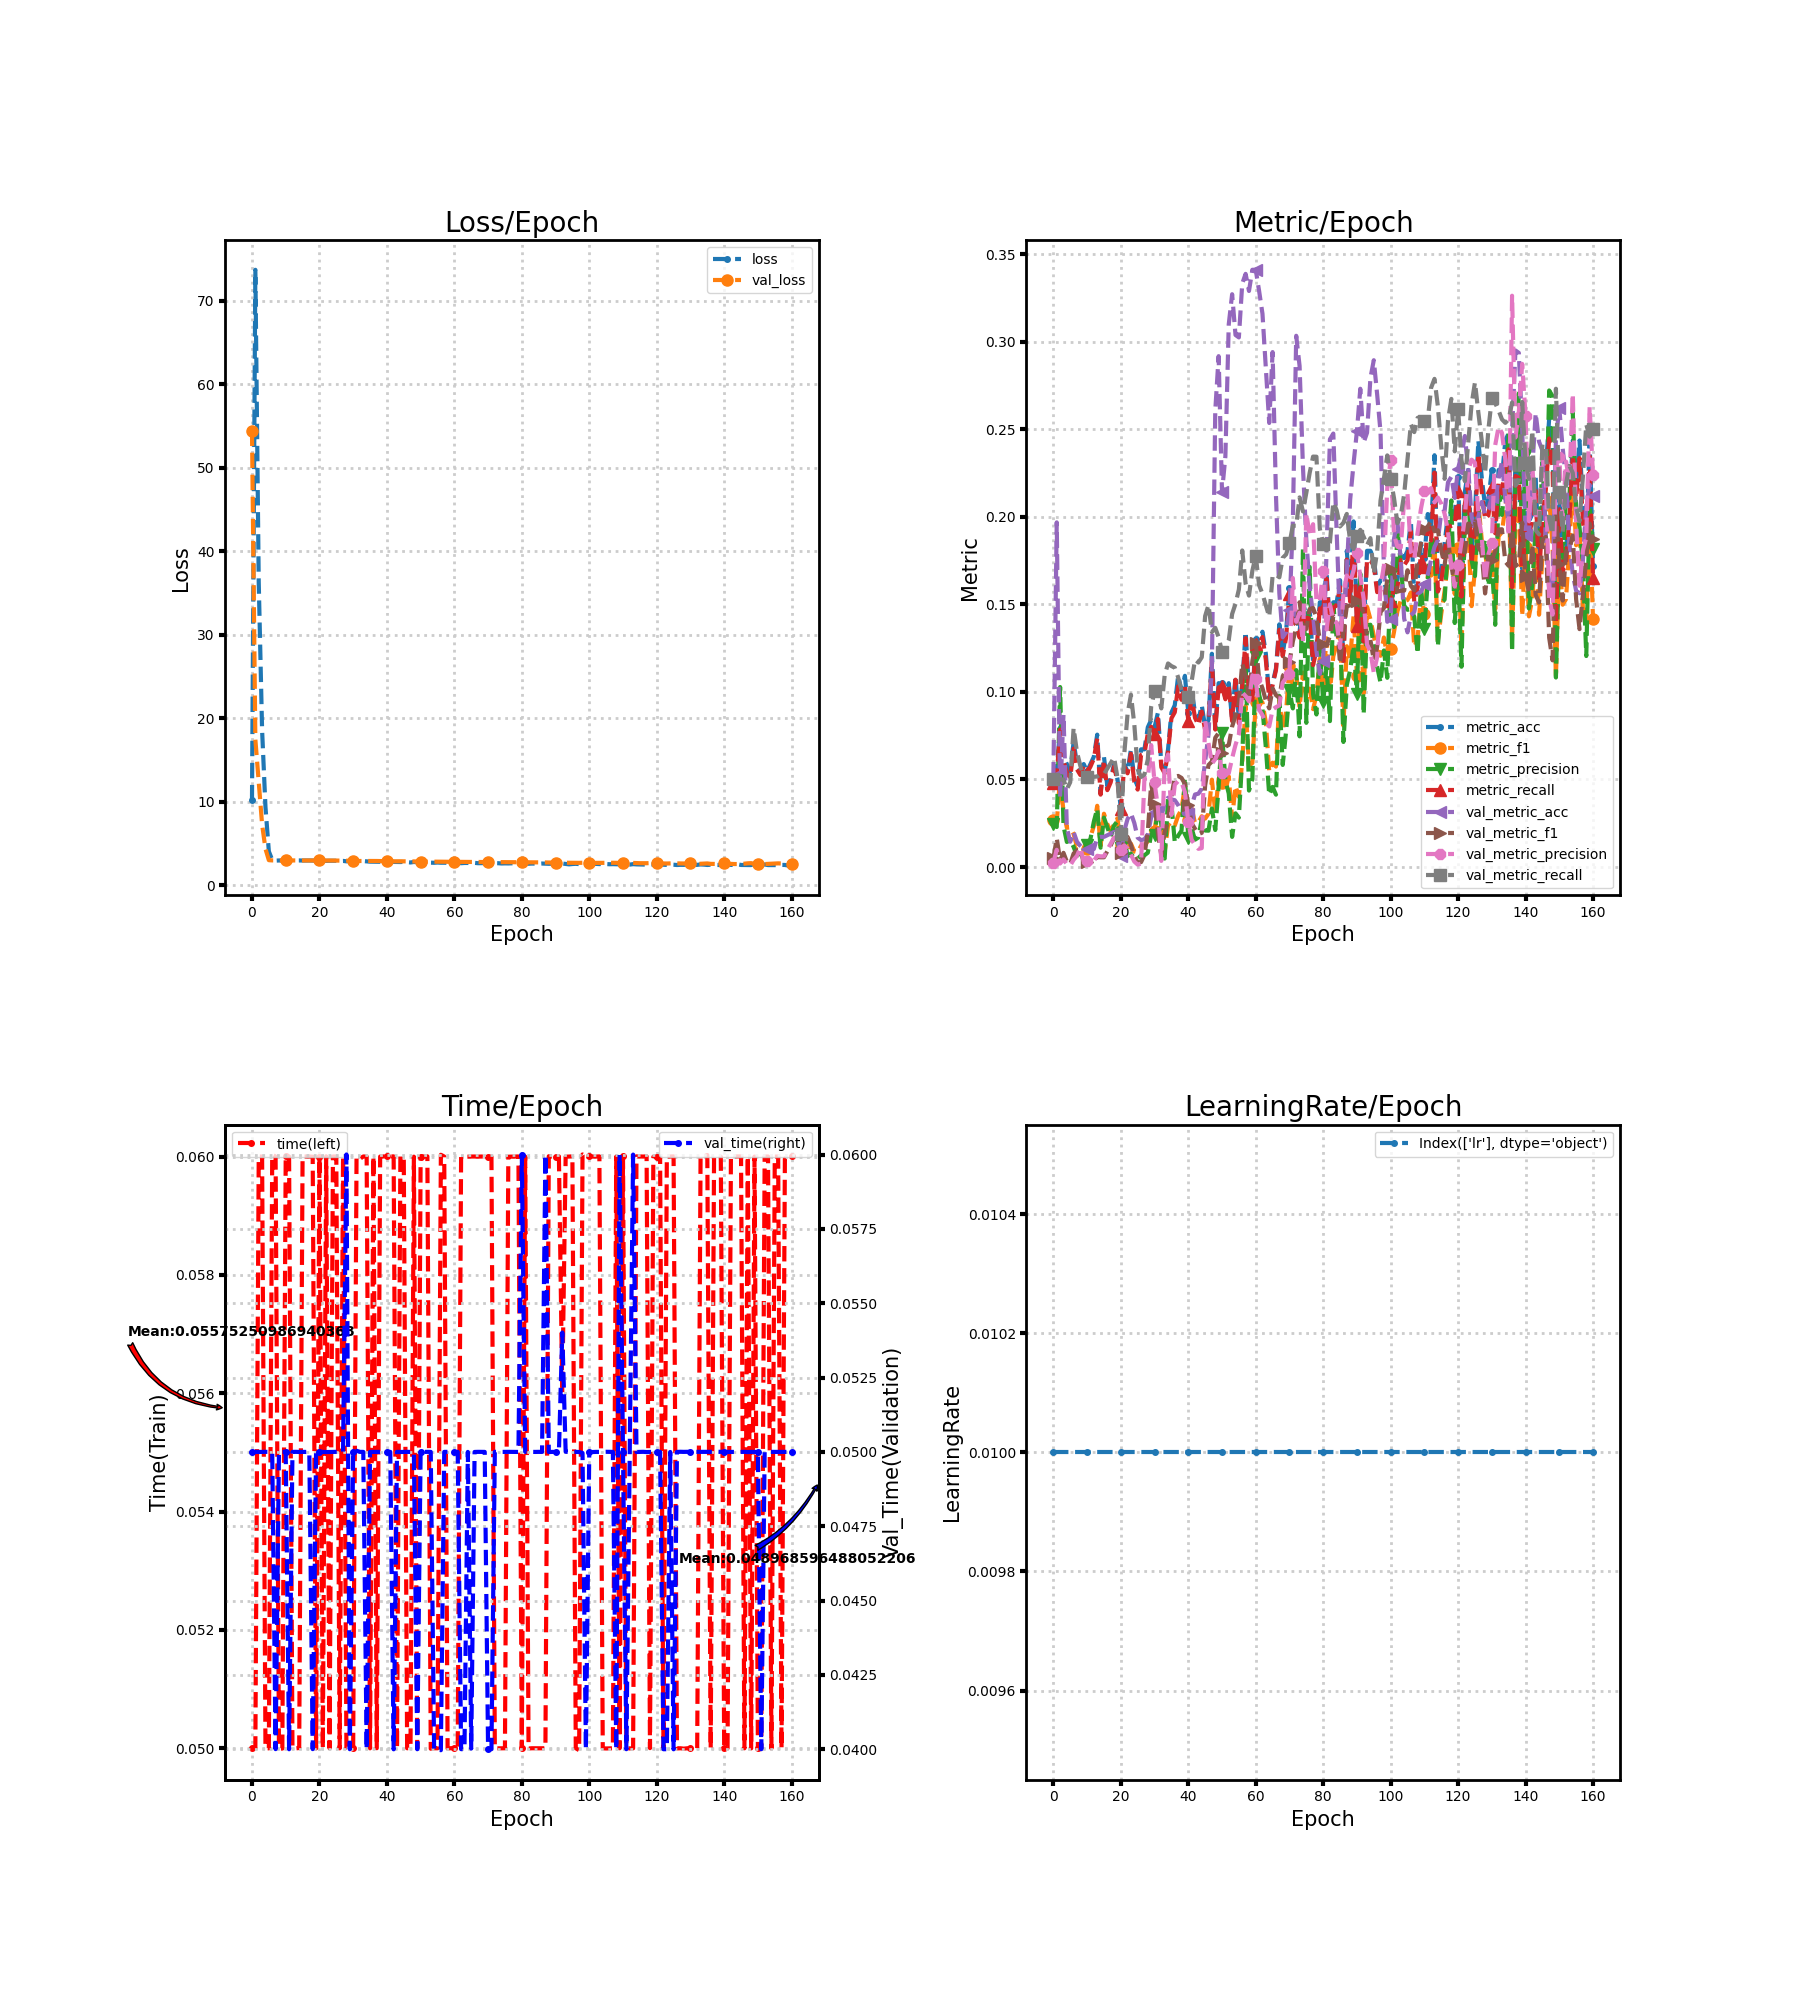 Loss/Epoch
loss
val_loss
70
60
50
40
30
20
10
0
Loss
0 20 40 60 80 100 120 140 160
Epoch
Metric/Epoch
0.35
0.30
0.25
0.20
0.15
0.10
0.05
0.00
Metric
metric_acc
metric_f1
metric_precision
metric_recall
val_metric_acc
val_metric_f1
val_metric_precision
val_metric_recall
0 20 40 60 80 100 120 140 160
Epoch
Time/Epoch
time(left)
val_time(right)
0.060
0.058
0.056
0.054
0.052
0.050
Time(Train)
0.0600
0.0575
0.0550
0.0525
0.0500
0.0475
0.0450
0.0425
0.0400
Val_Time(Validation)
Mean:0.048968596488052206
0 20 40 60 80 100 120 140 160
Epoch
LearningRate/Epoch
Index(['lr'], dtype='object')
0.0104
0.0102
0.0100
0.0098
0.0096
LearningRate
0 20 40 60 80 100 120 140 160
Epoch